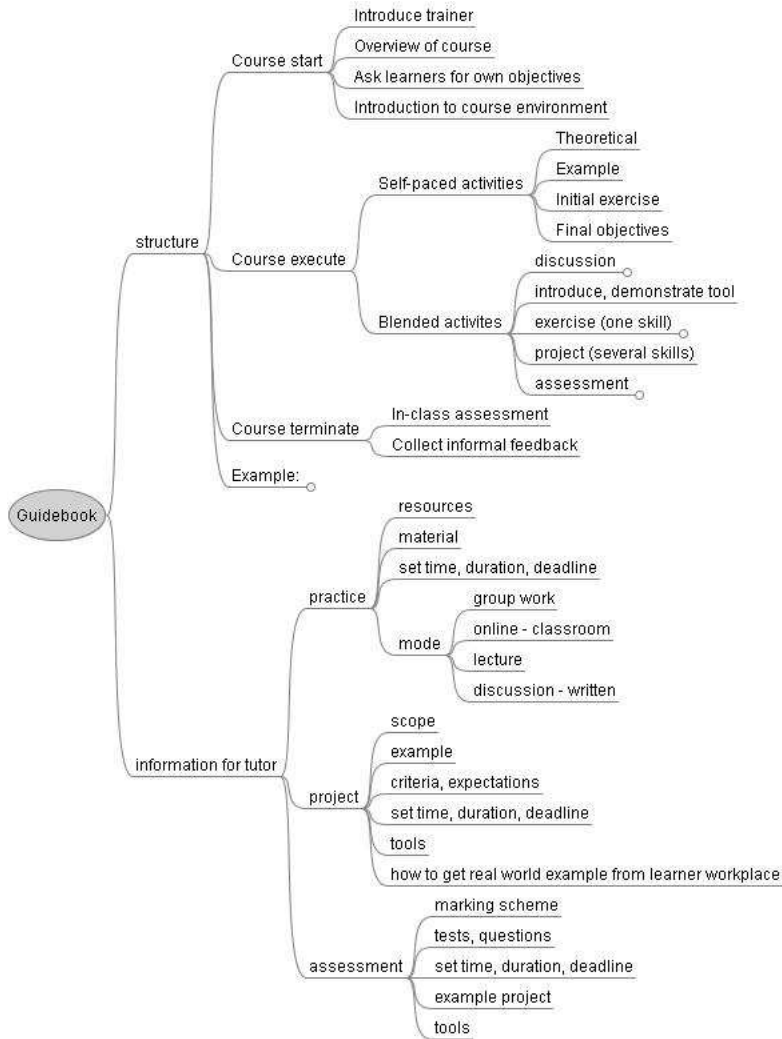 Guidebook
structure
Course start
Introduce trainer
Overview of course
Ask learners for own objectives
Introduction to course environment
Course execute
Self-paced activities
Theoretical
Example
Initial exercise
Final objectives
Blended activites
discussion
introduce, demonstrate tool
exercise (one skill)
project (several skills)
assessment
Course terminate
In-class assessment
Collect informal feedback
Example:
information for tutor
practice
resources
material
set time, duration, deadline
mode
group work
online - classroom
lecture
discussion - written
project
scope
example
criteria, expectations
set time, duration, deadline
tools
how to get real world example from learner workplace
assessment
marking scheme
tests, questions
set time, duration, deadline
example project
tools